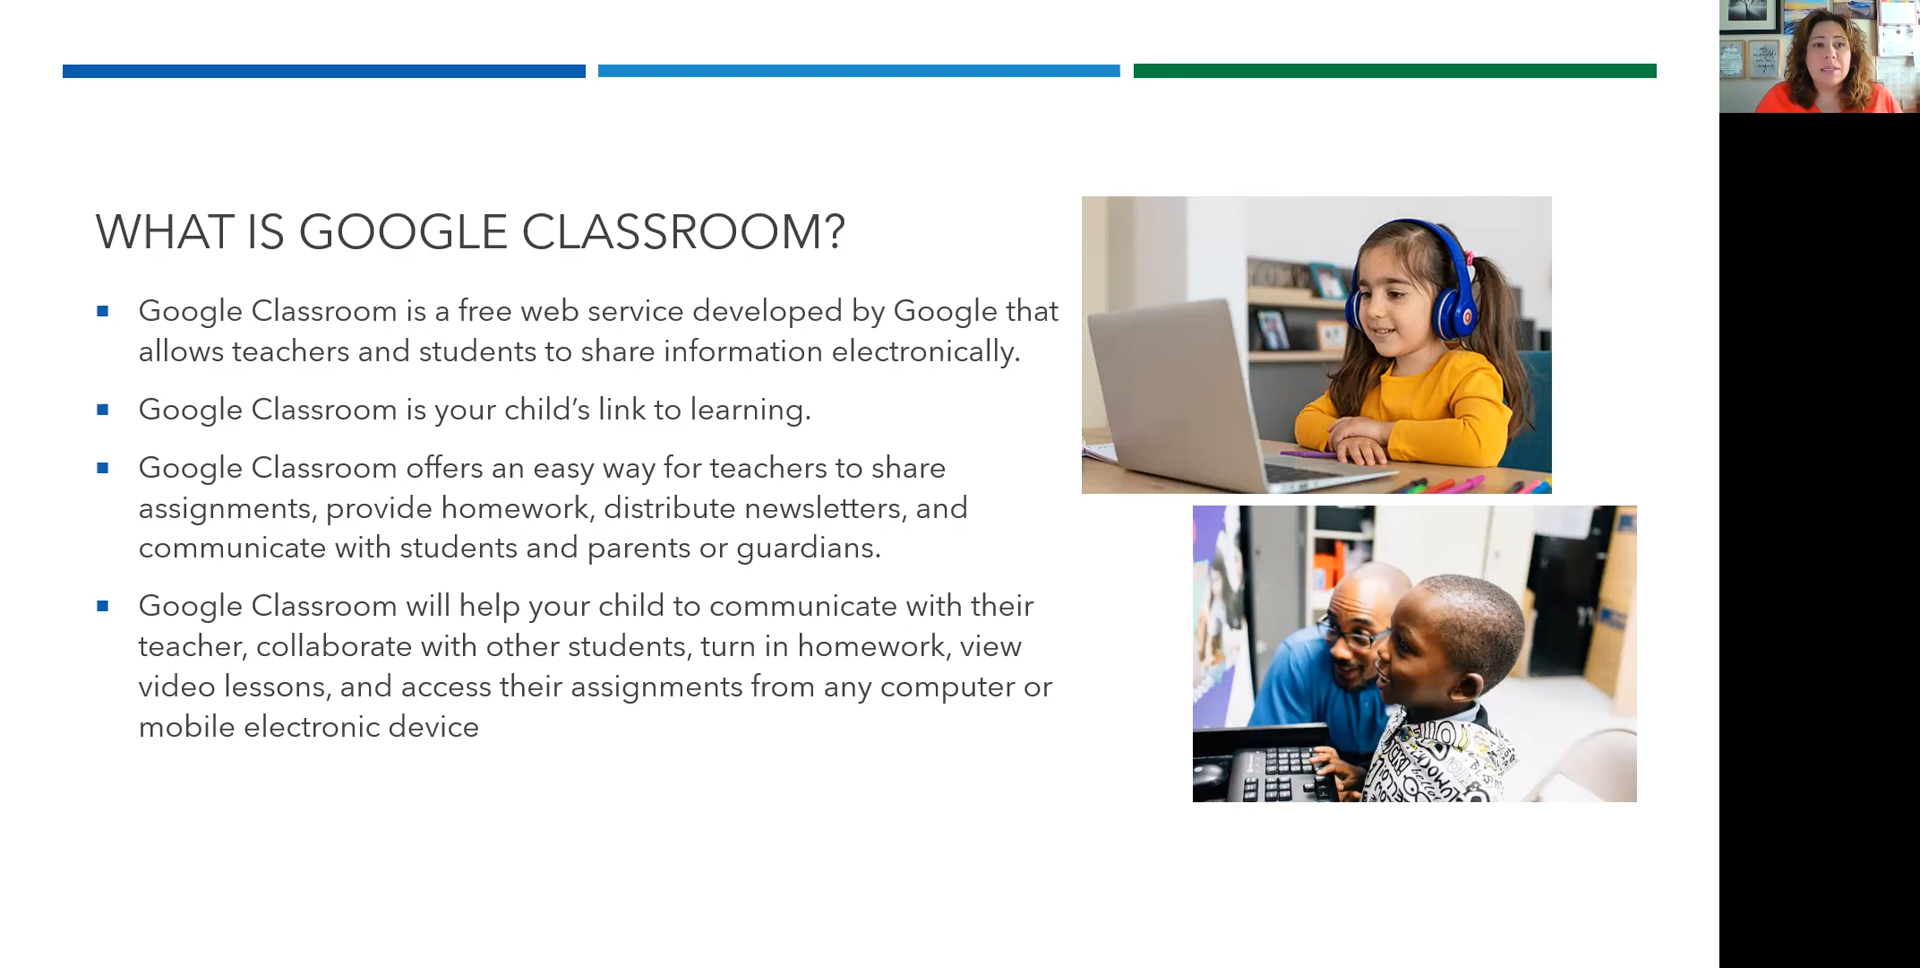 WHAT IS GOOGLE CLASSROOM?
Google Classroom is a free web service developed by Google that
allows teachers and students to share information electronically.
Google Classroom is your child’s link to learning.
Google Classroom offers an easy way for teachers to share
assignments, provide homework, distribute newsletters, and
communicate with students and parents or guardians.
Google Classroom will help your child to communicate with their
teacher, collaborate with other students, turn in homework, view
video lessons, and access their assignments from any computer or
mobile electronic device